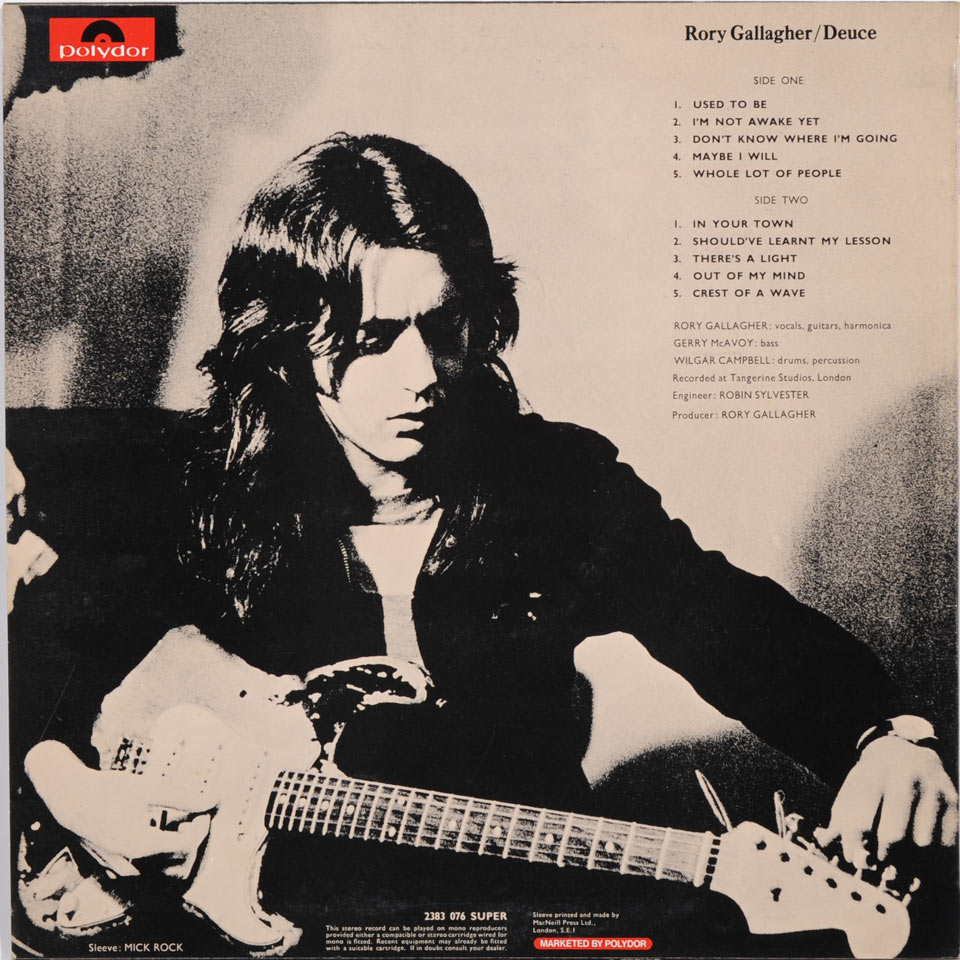 polydor
Rory Gallagher/Deuce
SIDE ONE
1. USED TO BE
2. I'M NOT AWAKE YET
3. DON'T KNOW WHERE I'M GOING
4. MAYBE I WILL
5. WHOLE LOT OF PEOPLE
SIDE TWO
1. IN YOUR TOWN
2. SHOULD'VE LEARNT MY LESSON
3. THERE'S A LIGHT
4. OUT OF MY MIND
5. CREST OF A WAVE
RORY GALLAGHER: vocals, guitars, harmonica
GERRY McAVOY: bass
WILGAR CAMPBELL: drums, percussion
Recorded at Tangerine Studios, London
Engineer: ROBIN SYLVESTER
Producer: RORY GALLAGHER
2383 076 SUPER
This stereo record can be played on mono reproducers
provided either a compatible or stereo cartridge wired for
mono is fitted. Recent equipment may already be fitted
with a suitable cartridge. If in doubt consult your dealer.
Sleeve printed and made by
MacNeill Press Ltd.,
London, S.E.1
MARKETED BY POLYDOR
Sleeve: MICK ROCK